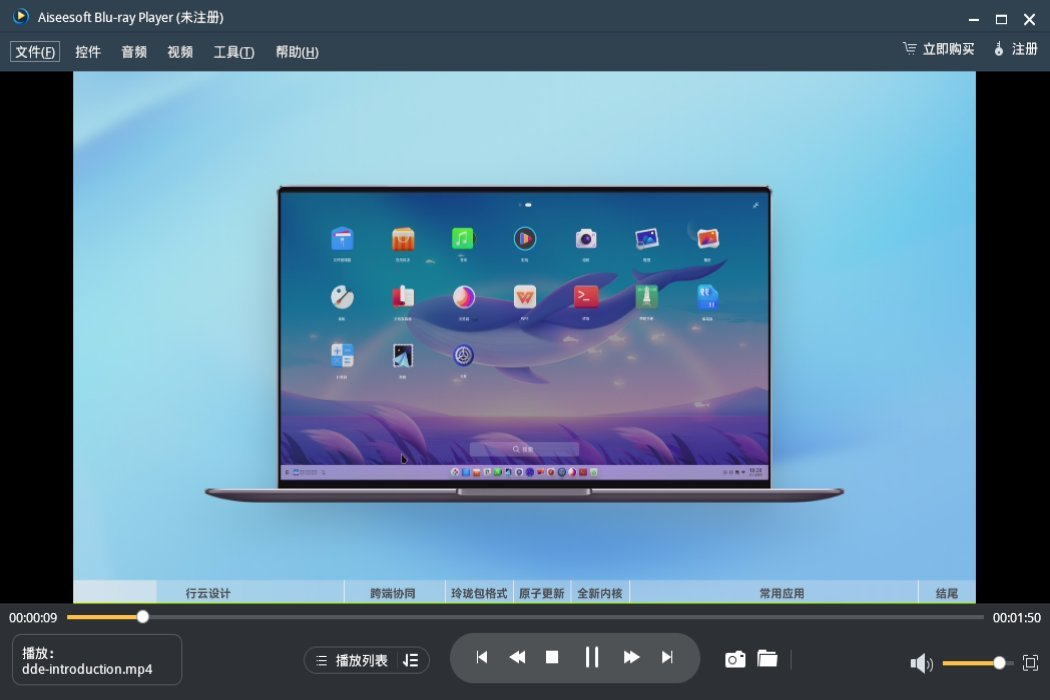 Aiseesoft Blu-ray Player (未注册)
文件(F) 控件 音频 视频 工具(T) 帮助(H) 立即购买 注册
行云设计 跨端协同 玲珑包格式 原子更新 全新内核 常用应用 结尾
00:00:09 00:01:50
播放：
dde-introduction.mp4
播放列表